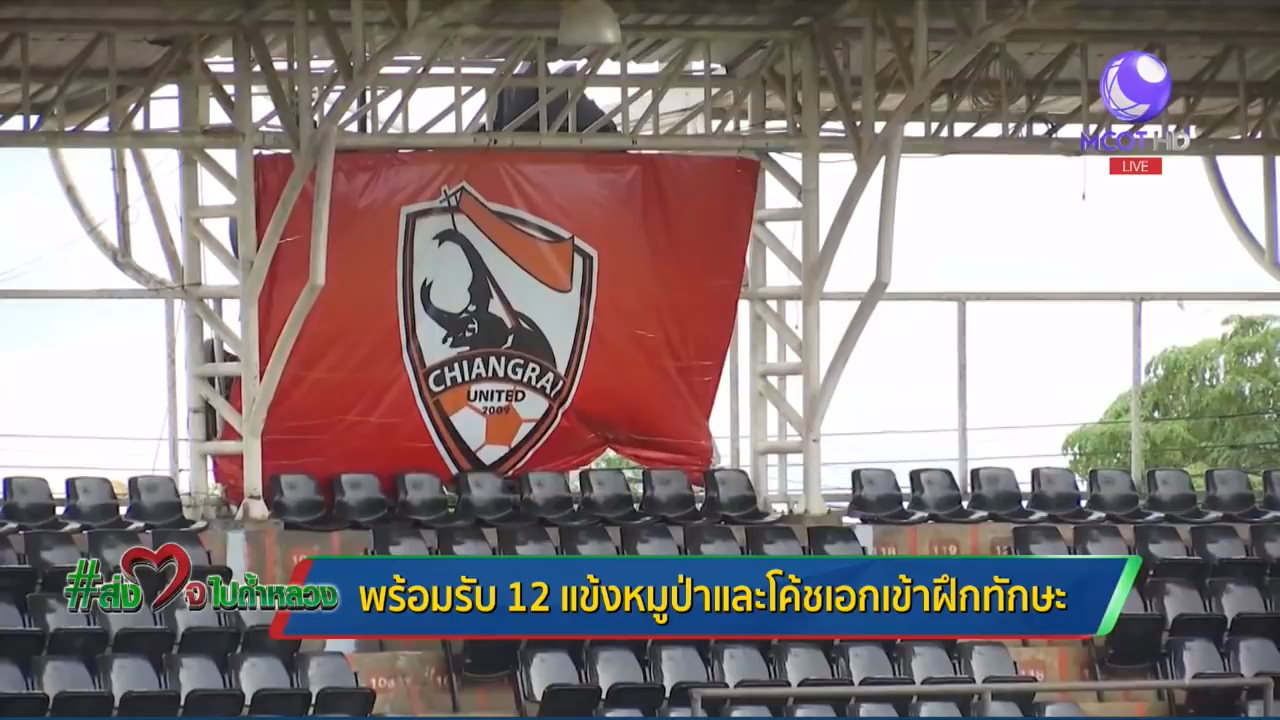 MCOT HD
LIVE
CHIANGRAI
UNITED
2009
119
118
#ส่งใจไปถ้ำหลวง
พร้อมรับ 12 แข้งหมูป่าและโค้ชเอกเข้าฝึกทักษะ